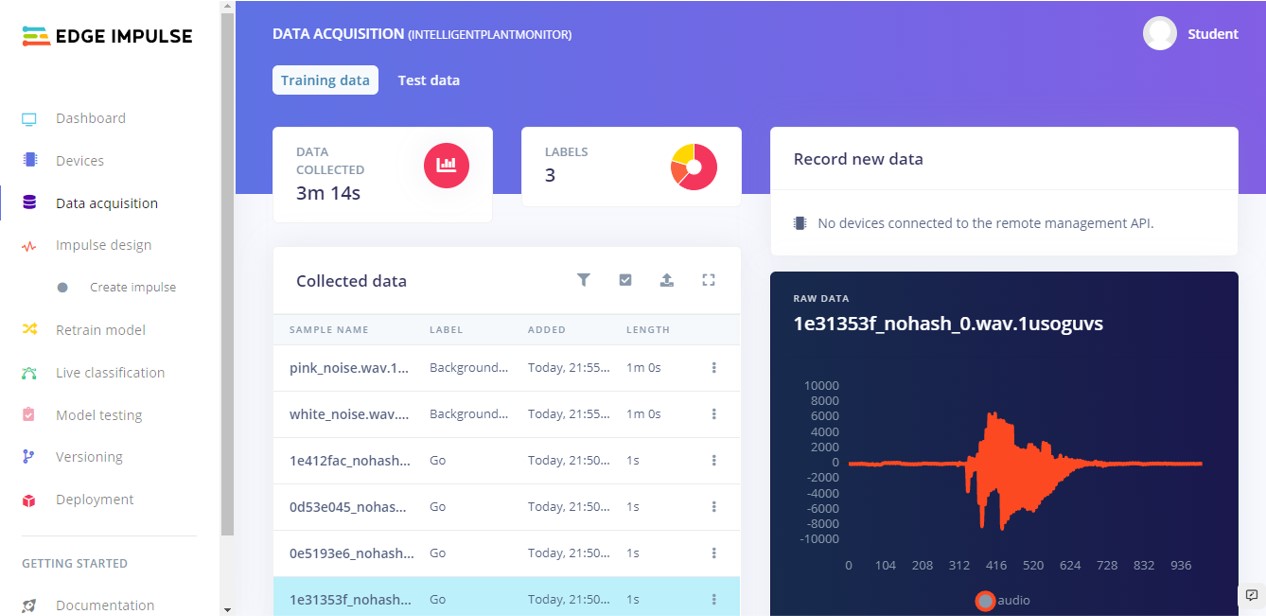 EDGE IMPULSE
Dashboard
Devices
Data acquisition
Impulse design
Create impulse
Retrain model
Live classification
Model testing
Versioning
Deployment
GETTING STARTED
Documentation
DATA ACQUISITION (INTELLIGENTPLANTMONITOR)
Student
Training data Test data
DATA
COLLECTED
3m 14s
LABELS
3
Record new data
No devices connected to the remote management API.
Collected data
SAMPLE NAME LABEL ADDED LENGTH
pink_noise.wav.1... Background... Today, 21:55... 1m 0s
white_noise.wav.... Background... Today, 21:55... 1m 0s
1e412fac_nohash... Go Today, 21:50... 1s
0d53e045_nohas... Go Today, 21:50... 1s
0e5193e6_nohash... Go Today, 21:50... 1s
1e31353f_nohash... Go Today, 21:50... 1s
RAW DATA
1e31353f_nohash_0.wav.1usoguvs
10000
8000
6000
4000
2000
0
-2000
-4000
-6000
-8000
-10000
0 104 208 312 416 520 624 728 832 936
audio